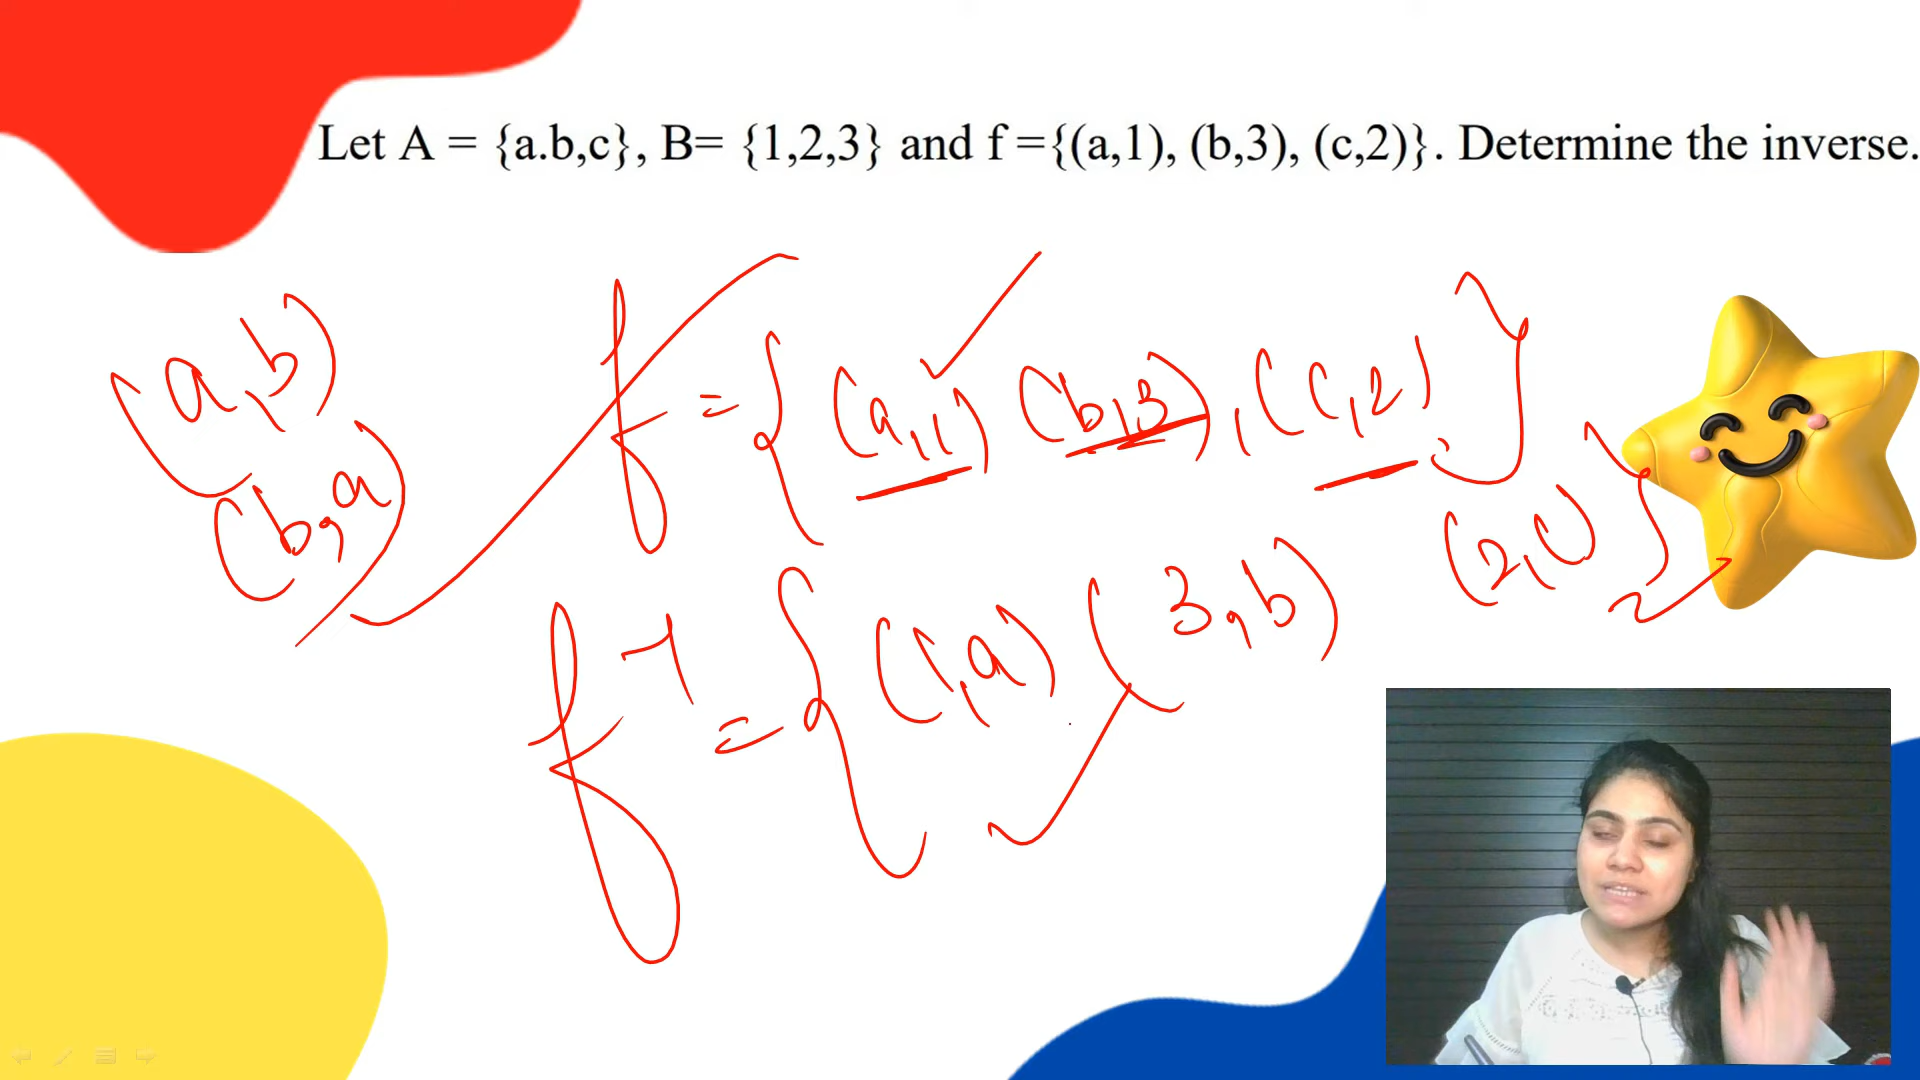 Let A = {a.b,c}, B= {1,2,3} and f ={(a,1), (b,3), (c,2)}. Determine the inverse.
(a,b)
(b,a)
f = { (a,1) (b,3), (c,2) }
f⁻¹ = { (1,a) (3,b) (2,c) }